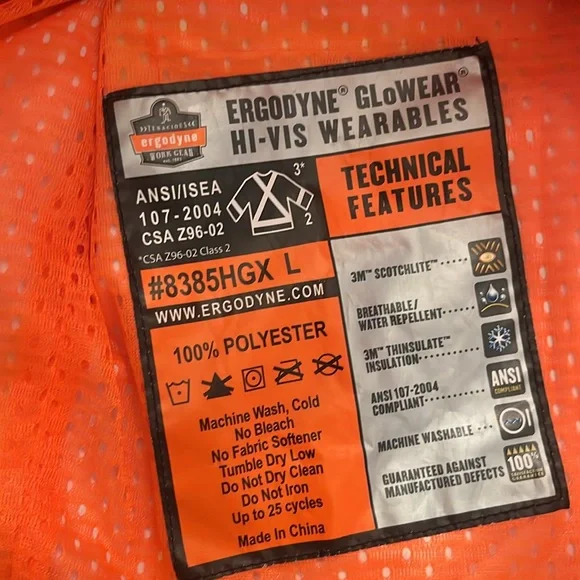 ERGODYNE® GLoWEAR®
HI-VIS WEARABLES
TENACIOUS
ergodyne
WORK GEAR
ANSI/ISEA
107-2004
CSA Z96-02
*CSA Z96-02 Class 2
3*
2
#8385HGX L
WWW.ERGODYNE.COM
100% POLYESTER
Machine Wash, Cold
No Bleach
No Fabric Softener
Tumble Dry Low
Do Not Dry Clean
Do Not Iron
Up to 25 cycles
Made in China
TECHNICAL
FEATURES
3M™ SCOTCHLITE™
BREATHABLE/
WATER REPELLENT
3M™ THINSULATE™
INSULATION
ANSI 107-2004
COMPLIANT
ANSI
COMPLIANT
MACHINE WASHABLE
GUARANTEED AGAINST
MANUFACTURED DEFECTS
100%